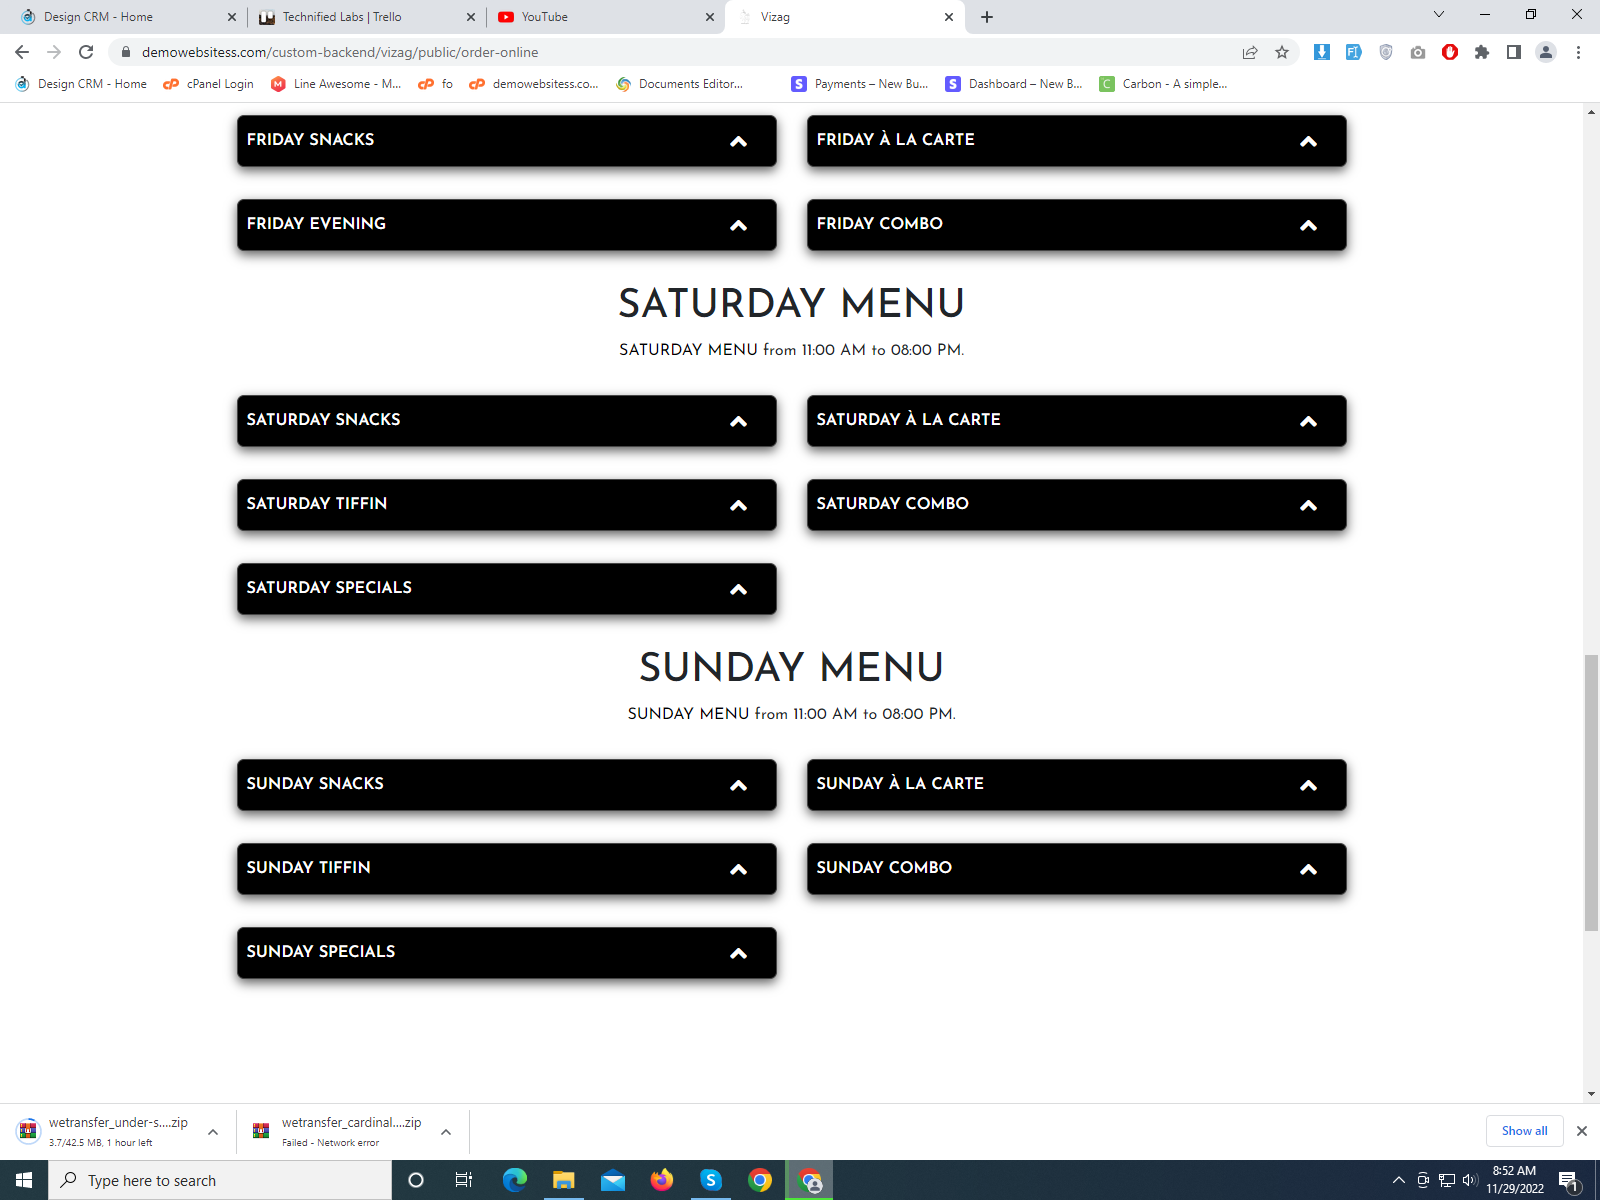 Design CRM - Home
Technified Labs | Trello
YouTube
Vizag
demowebsitess.com/custom-backend/vizag/public/order-online
Design CRM - Home
cPanel Login
Line Awesome - M...
fo
demowebsitess.co...
Documents Editor...
Payments – New Bu...
Dashboard – New B...
Carbon - A simple...
FRIDAY SNACKS
FRIDAY À LA CARTE
FRIDAY EVENING
FRIDAY COMBO
SATURDAY MENU
SATURDAY MENU from 11:00 AM to 08:00 PM.
SATURDAY SNACKS
SATURDAY À LA CARTE
SATURDAY TIFFIN
SATURDAY COMBO
SATURDAY SPECIALS
SUNDAY MENU
SUNDAY MENU from 11:00 AM to 08:00 PM.
SUNDAY SNACKS
SUNDAY À LA CARTE
SUNDAY TIFFIN
SUNDAY COMBO
SUNDAY SPECIALS
wetransfer_under-s....zip
3.7/42.5 MB, 1 hour left
wetransfer_cardinal....zip
Failed - Network error
Show all
Type here to search
8:52 AM
11/29/2022
1